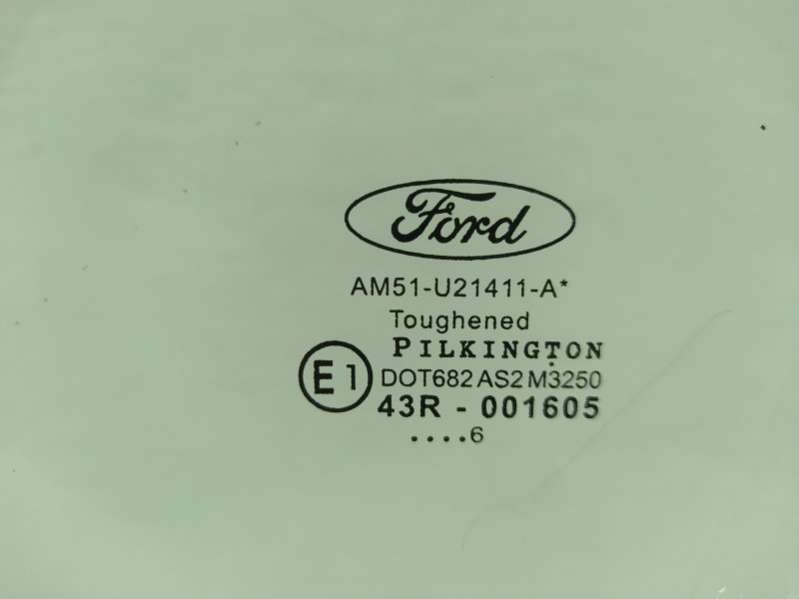 Ford
AM51-U21411-A*
Toughened
PILKINGTON
E1
DOT682 AS2 M3250
43R - 001605
....6